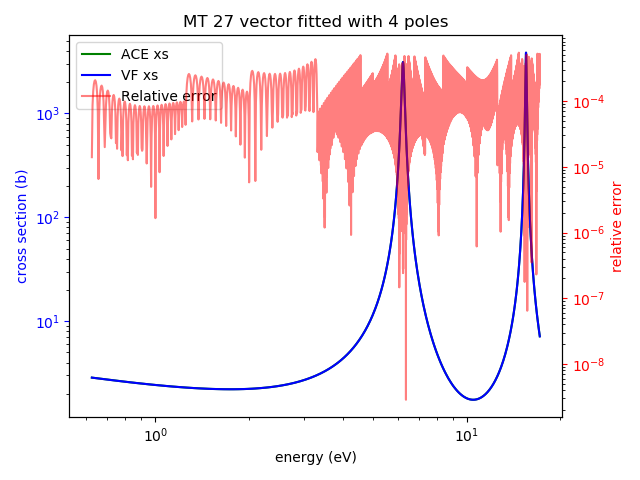 MT 27 vector fitted with 4 poles
ACE xs
VF xs
Relative error
cross section (b)
10³
10²
10¹
10⁻⁴
10⁻⁵
10⁻⁶
10⁻⁷
10⁻⁸
relative error
10⁰
10¹
energy (eV)